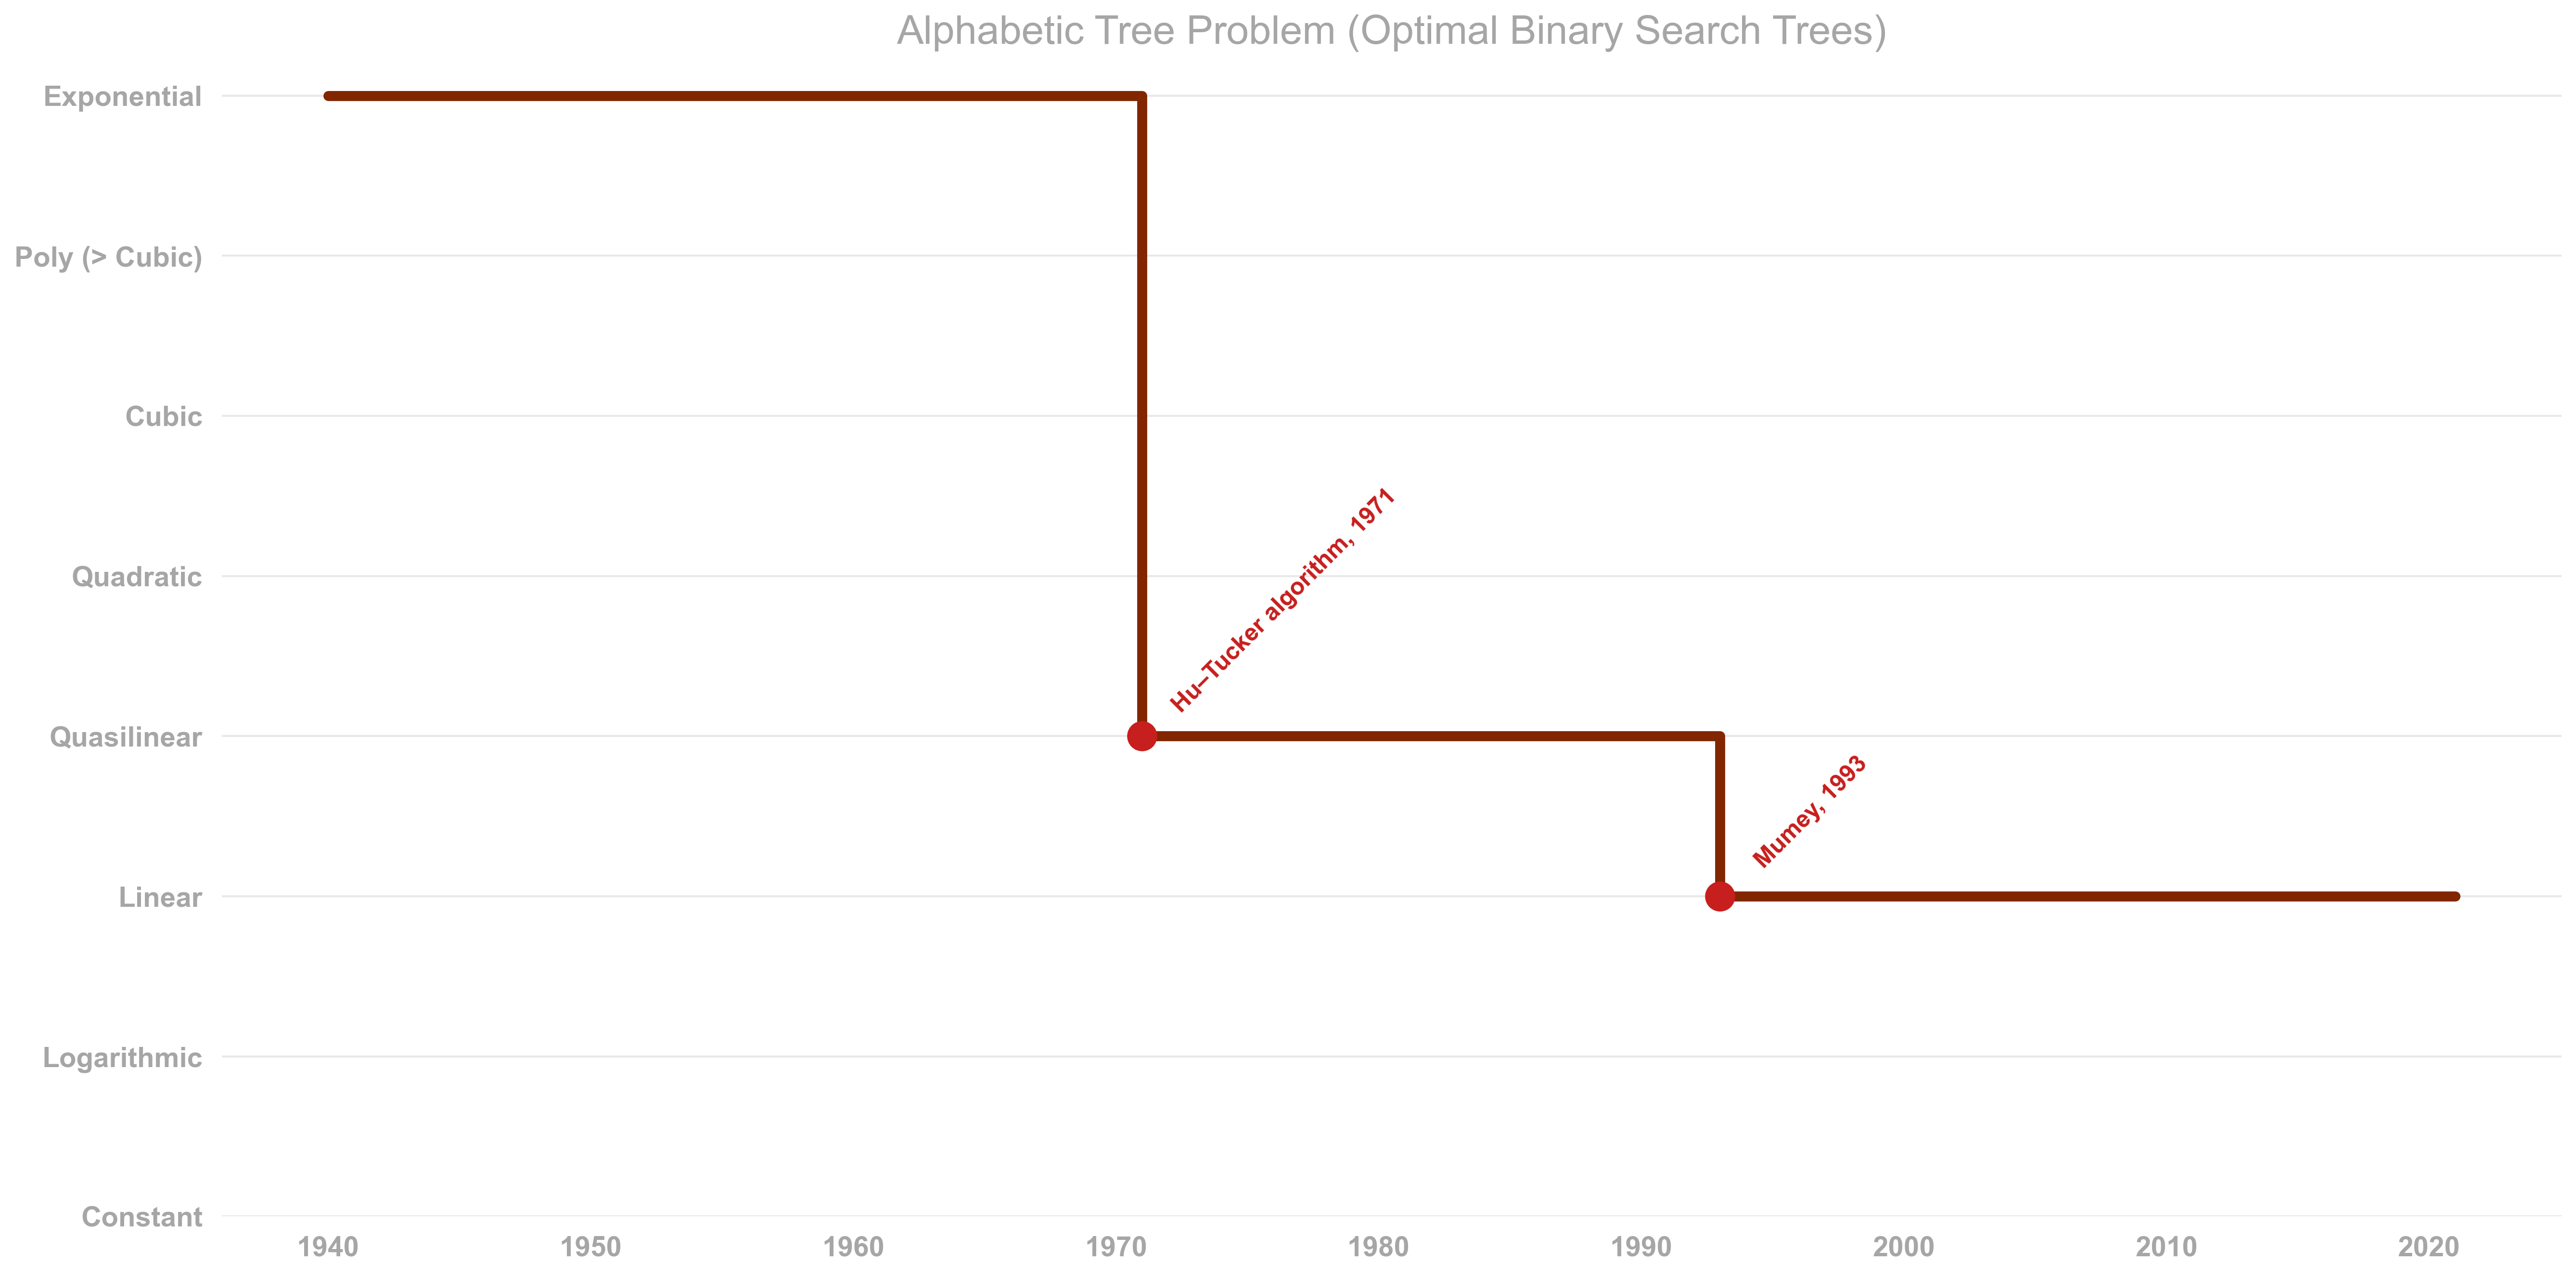 Alphabetic Tree Problem (Optimal Binary Search Trees)
Exponential
Poly (> Cubic)
Cubic
Quadratic
Quasilinear
Linear
Logarithmic
Constant
Hu–Tucker algorithm, 1971
Mumey, 1993
1940 1950 1960 1970 1980 1990 2000 2010 2020